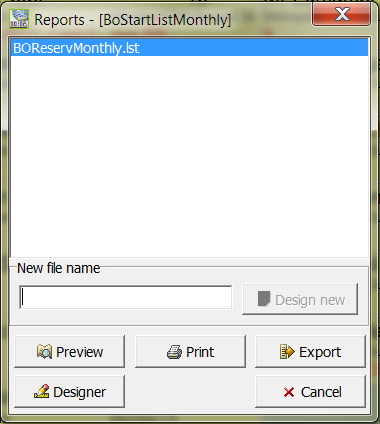 Reports - [BoStartListMonthly]
BOReservMonthly.lst
New file name
Design new
Preview
Print
Export
Designer
Cancel